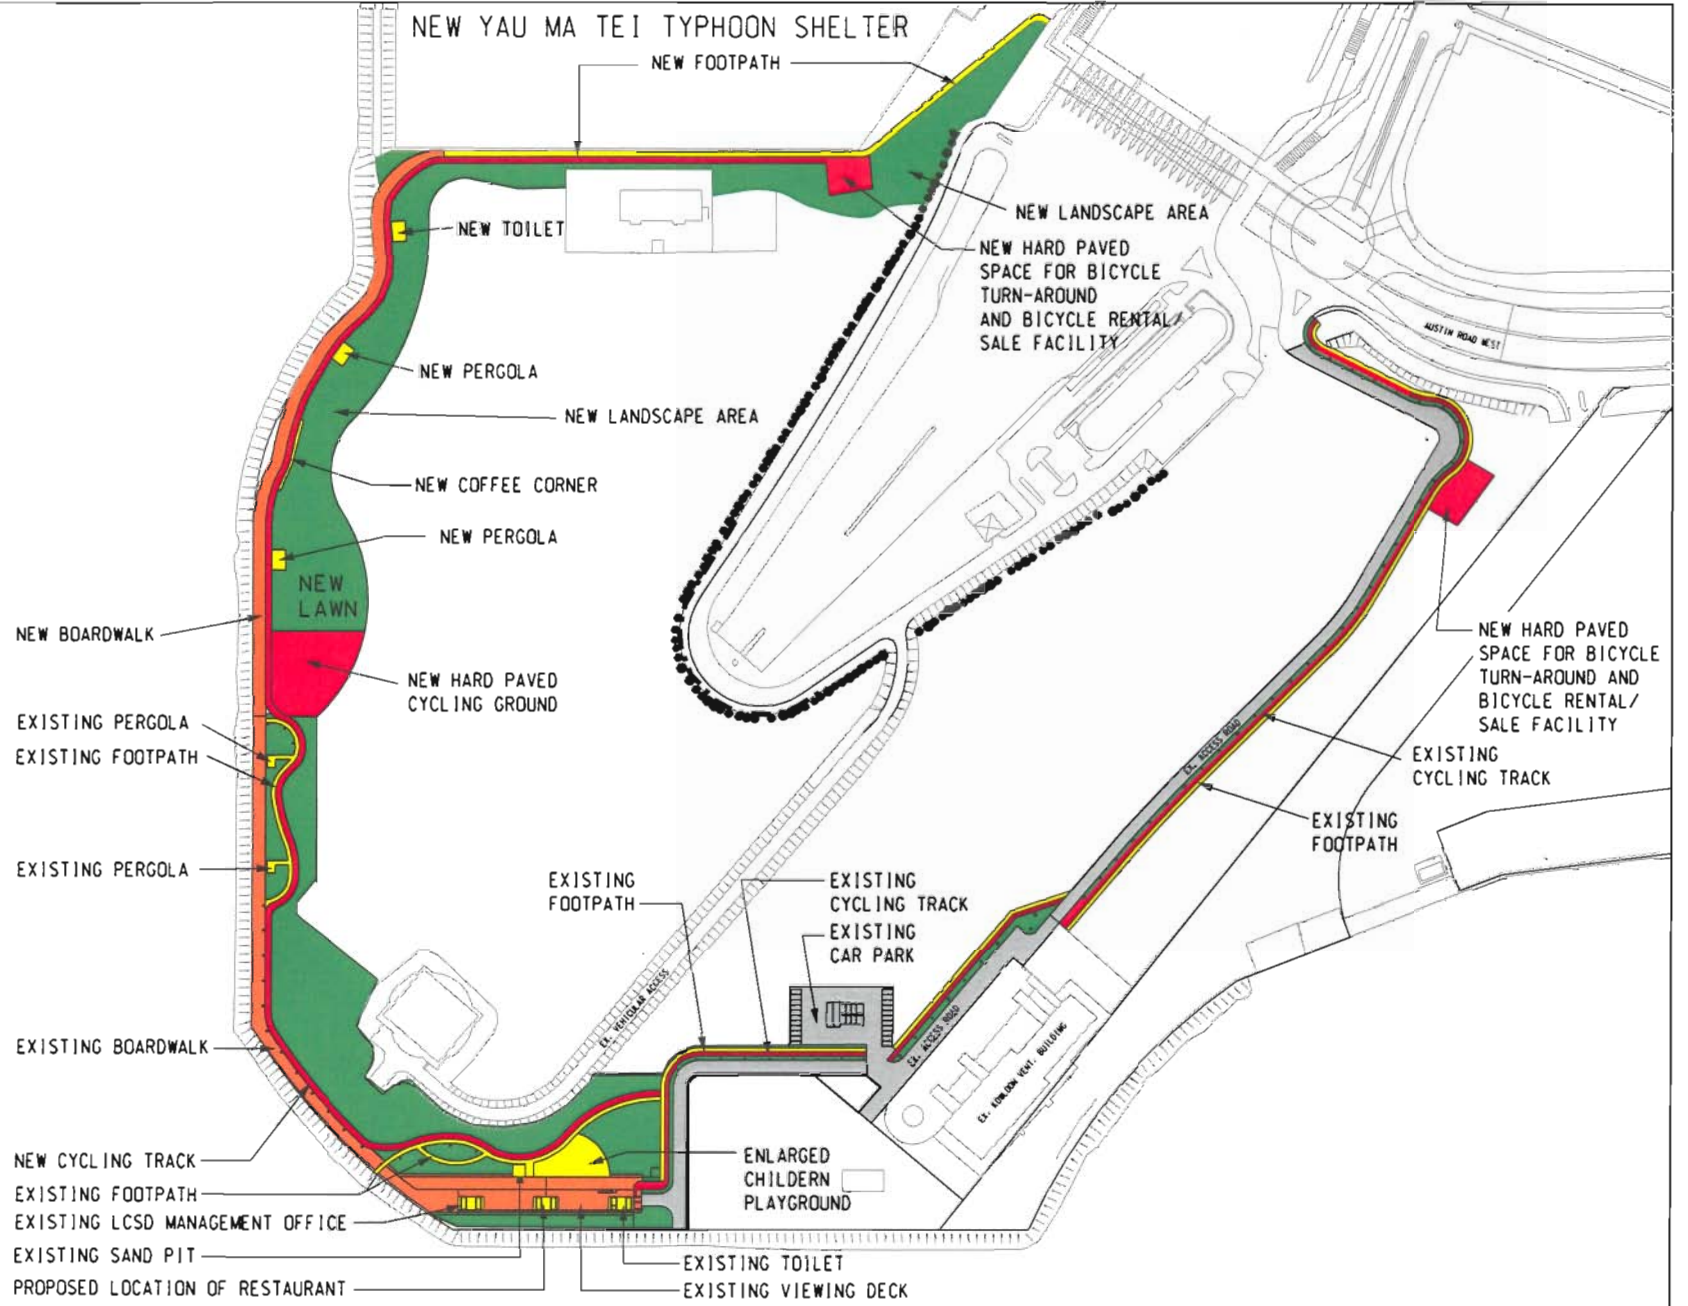 NEW YAU MA TEI TYPHOON SHELTER
NEW FOOTPATH
NEW LANDSCAPE AREA
NEW TOILET
NEW HARD PAVED
SPACE FOR BICYCLE
TURN-AROUND
AND BICYCLE RENTAL/
SALE FACILITY
AUSTIN ROAD WEST
NEW PERGOLA
NEW LANDSCAPE AREA
NEW COFFEE CORNER
NEW PERGOLA
NEW
LAWN
NEW BOARDWALK
NEW HARD PAVED
SPACE FOR BICYCLE
TURN-AROUND AND
BICYCLE RENTAL/
SALE FACILITY
NEW HARD PAVED
CYCLING GROUND
EXISTING PERGOLA
EXISTING FOOTPATH
EX. ACCESS ROAD
EXISTING
CYCLING TRACK
EXISTING
FOOTPATH
EXISTING PERGOLA
EXISTING
FOOTPATH
EXISTING
CYCLING TRACK
EXISTING
CAR PARK
EX. VEHICULAR ACCESS
EX. ACCESS ROAD
EX. KOWLOON VENT. BUILDING
EXISTING BOARDWALK
NEW CYCLING TRACK
EXISTING FOOTPATH
EXISTING LCSD MANAGEMENT OFFICE
EXISTING SAND PIT
PROPOSED LOCATION OF RESTAURANT
ENLARGED
CHILDERN
PLAYGROUND
EXISTING TOILET
EXISTING VIEWING DECK